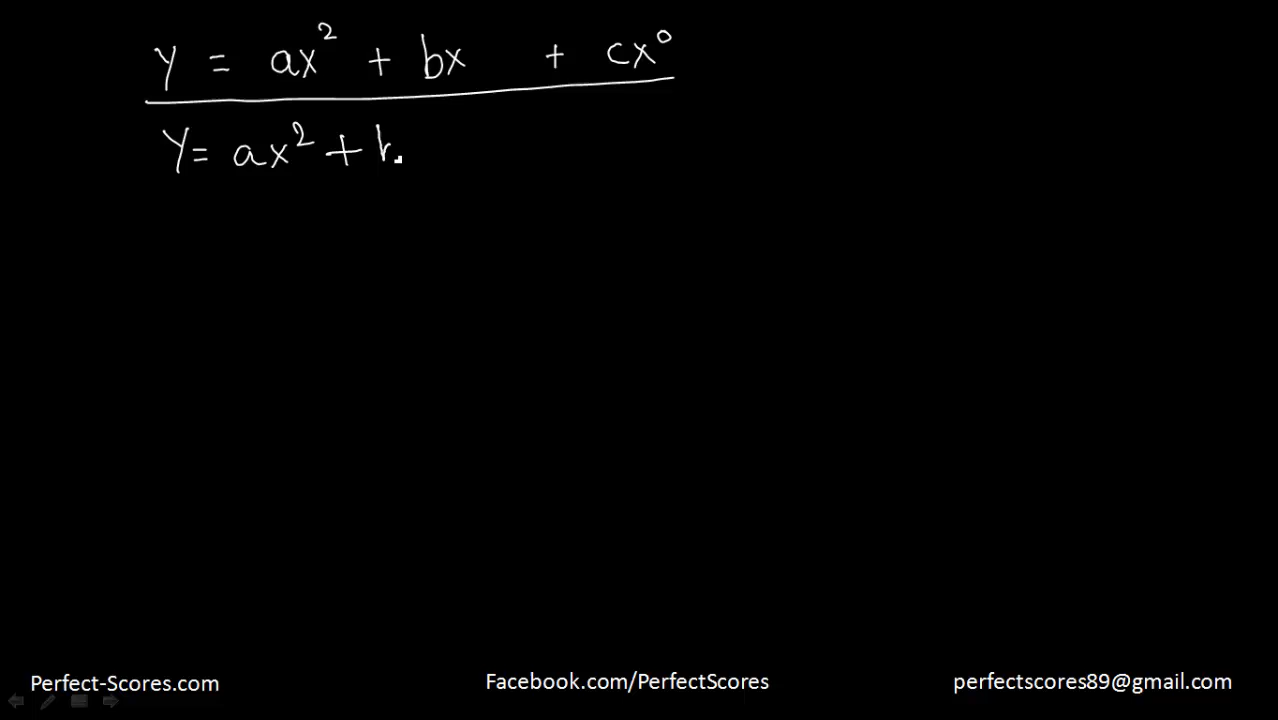 y = ax² + bx + cx⁰
y = ax² + b
Perfect-Scores.com
Facebook.com/PerfectScores
perfectscores89@gmail.com